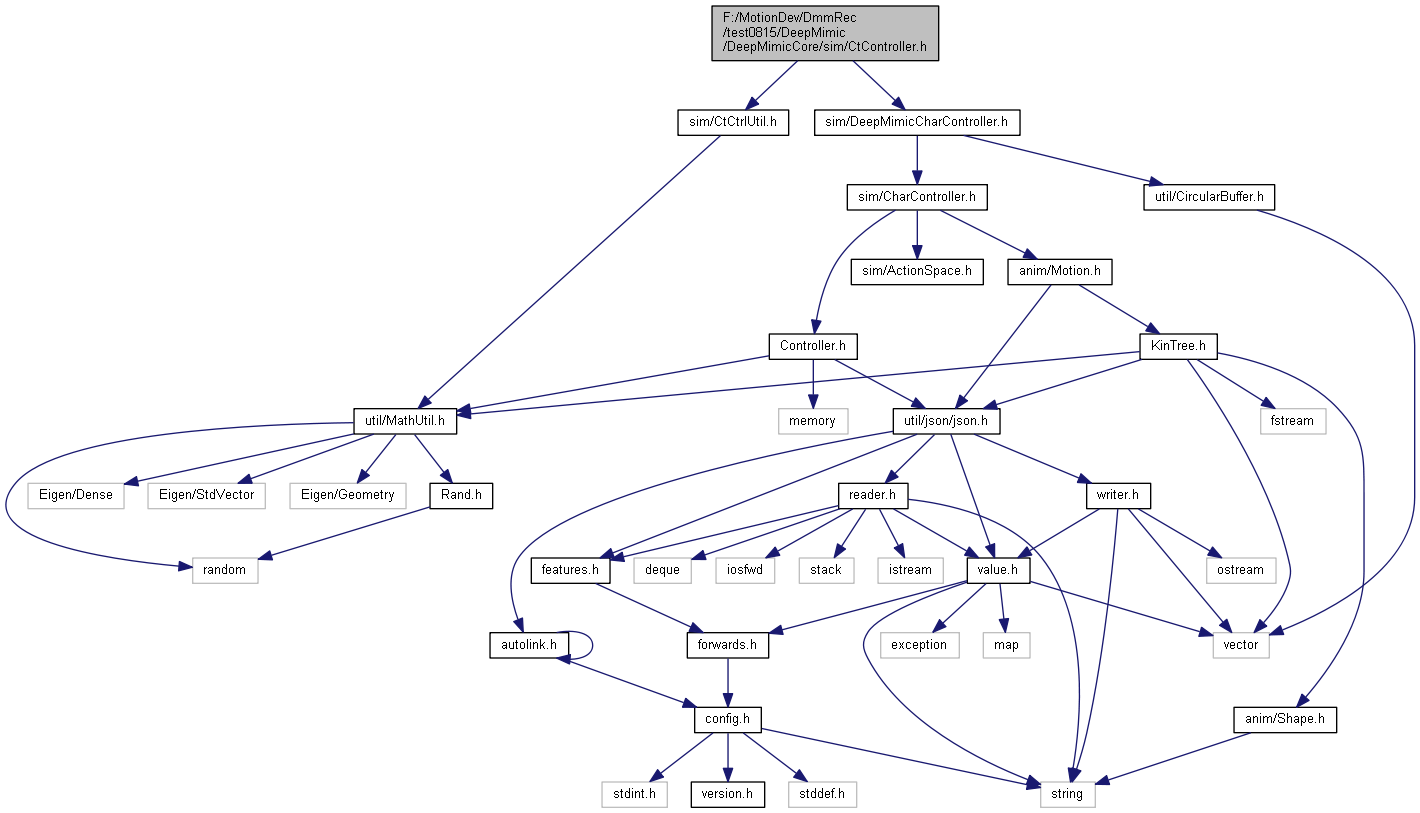 F:/MotionDev/DmmRec
/test0815/DeepMimic
/DeepMimicCore/sim/CtController.h
sim/CtCtrlUtil.h
sim/DeepMimicCharController.h
sim/CharController.h
util/CircularBuffer.h
sim/ActionSpace.h
anim/Motion.h
Controller.h
KinTree.h
util/MathUtil.h
memory
util/json/json.h
fstream
Eigen/Dense
Eigen/StdVector
Eigen/Geometry
Rand.h
reader.h
writer.h
random
features.h
deque
iosfwd
stack
istream
value.h
ostream
autolink.h
forwards.h
exception
map
vector
config.h
anim/Shape.h
stdint.h
version.h
stddef.h
string